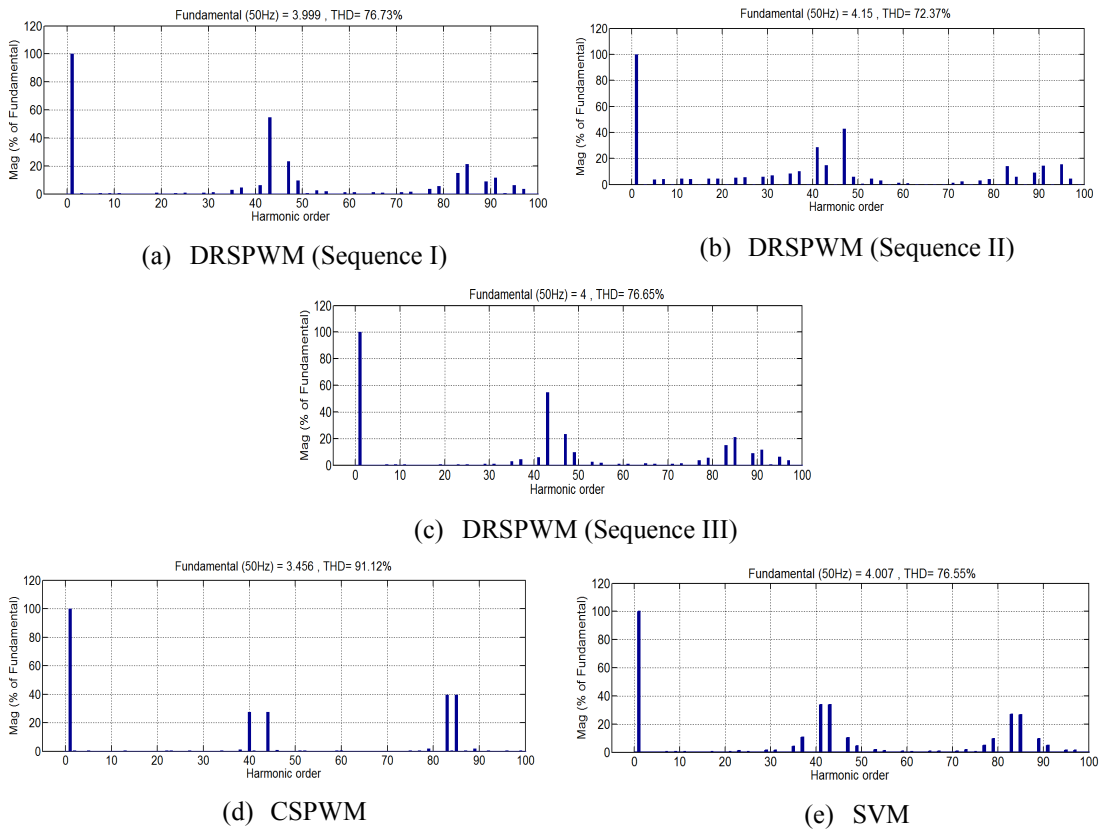 Fundamental (50Hz) = 3.999 , THD= 76.73%
120
100
80
60
40
20
0
Mag (% of Fundamental)
0 10 20 30 40 50 60 70 80 90 100
Harmonic order
(a) DRSPWM (Sequence I)
Fundamental (50Hz) = 4.15 , THD= 72.37%
120
100
80
60
40
20
0
Mag (% of Fundamental)
0 10 20 30 40 50 60 70 80 90 100
Harmonic order
(b) DRSPWM (Sequence II)
Fundamental (50Hz) = 4 , THD= 76.65%
120
100
80
60
40
20
0
Mag (% of Fundamental)
0 10 20 30 40 50 60 70 80 90 100
Harmonic order
(c) DRSPWM (Sequence III)
Fundamental (50Hz) = 3.456 , THD= 91.12%
120
100
80
60
40
20
0
Mag (% of Fundamental)
0 10 20 30 40 50 60 70 80 90 100
Harmonic order
(d) CSPWM
Fundamental (50Hz) = 4.007 , THD= 76.55%
120
100
80
60
40
20
0
Mag (% of Fundamental)
0 10 20 30 40 50 60 70 80 90 100
Harmonic order
(e) SVM